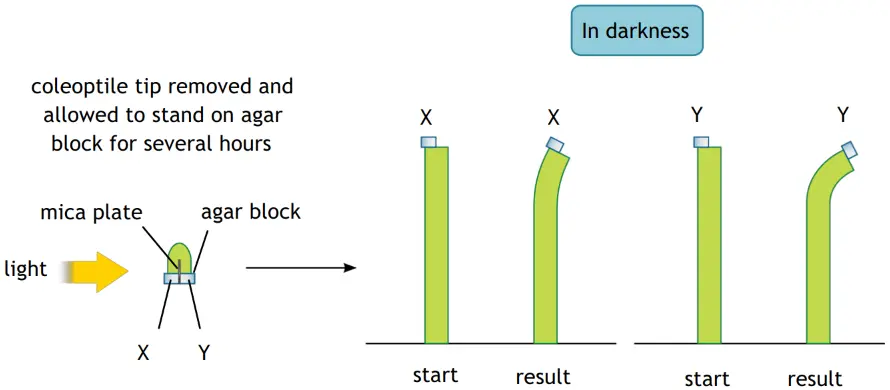 In darkness
coleoptile tip removed and
allowed to stand on agar
block for several hours
mica plate
agar block
light
X
Y
X
X
Y
Y
start
result
start
result